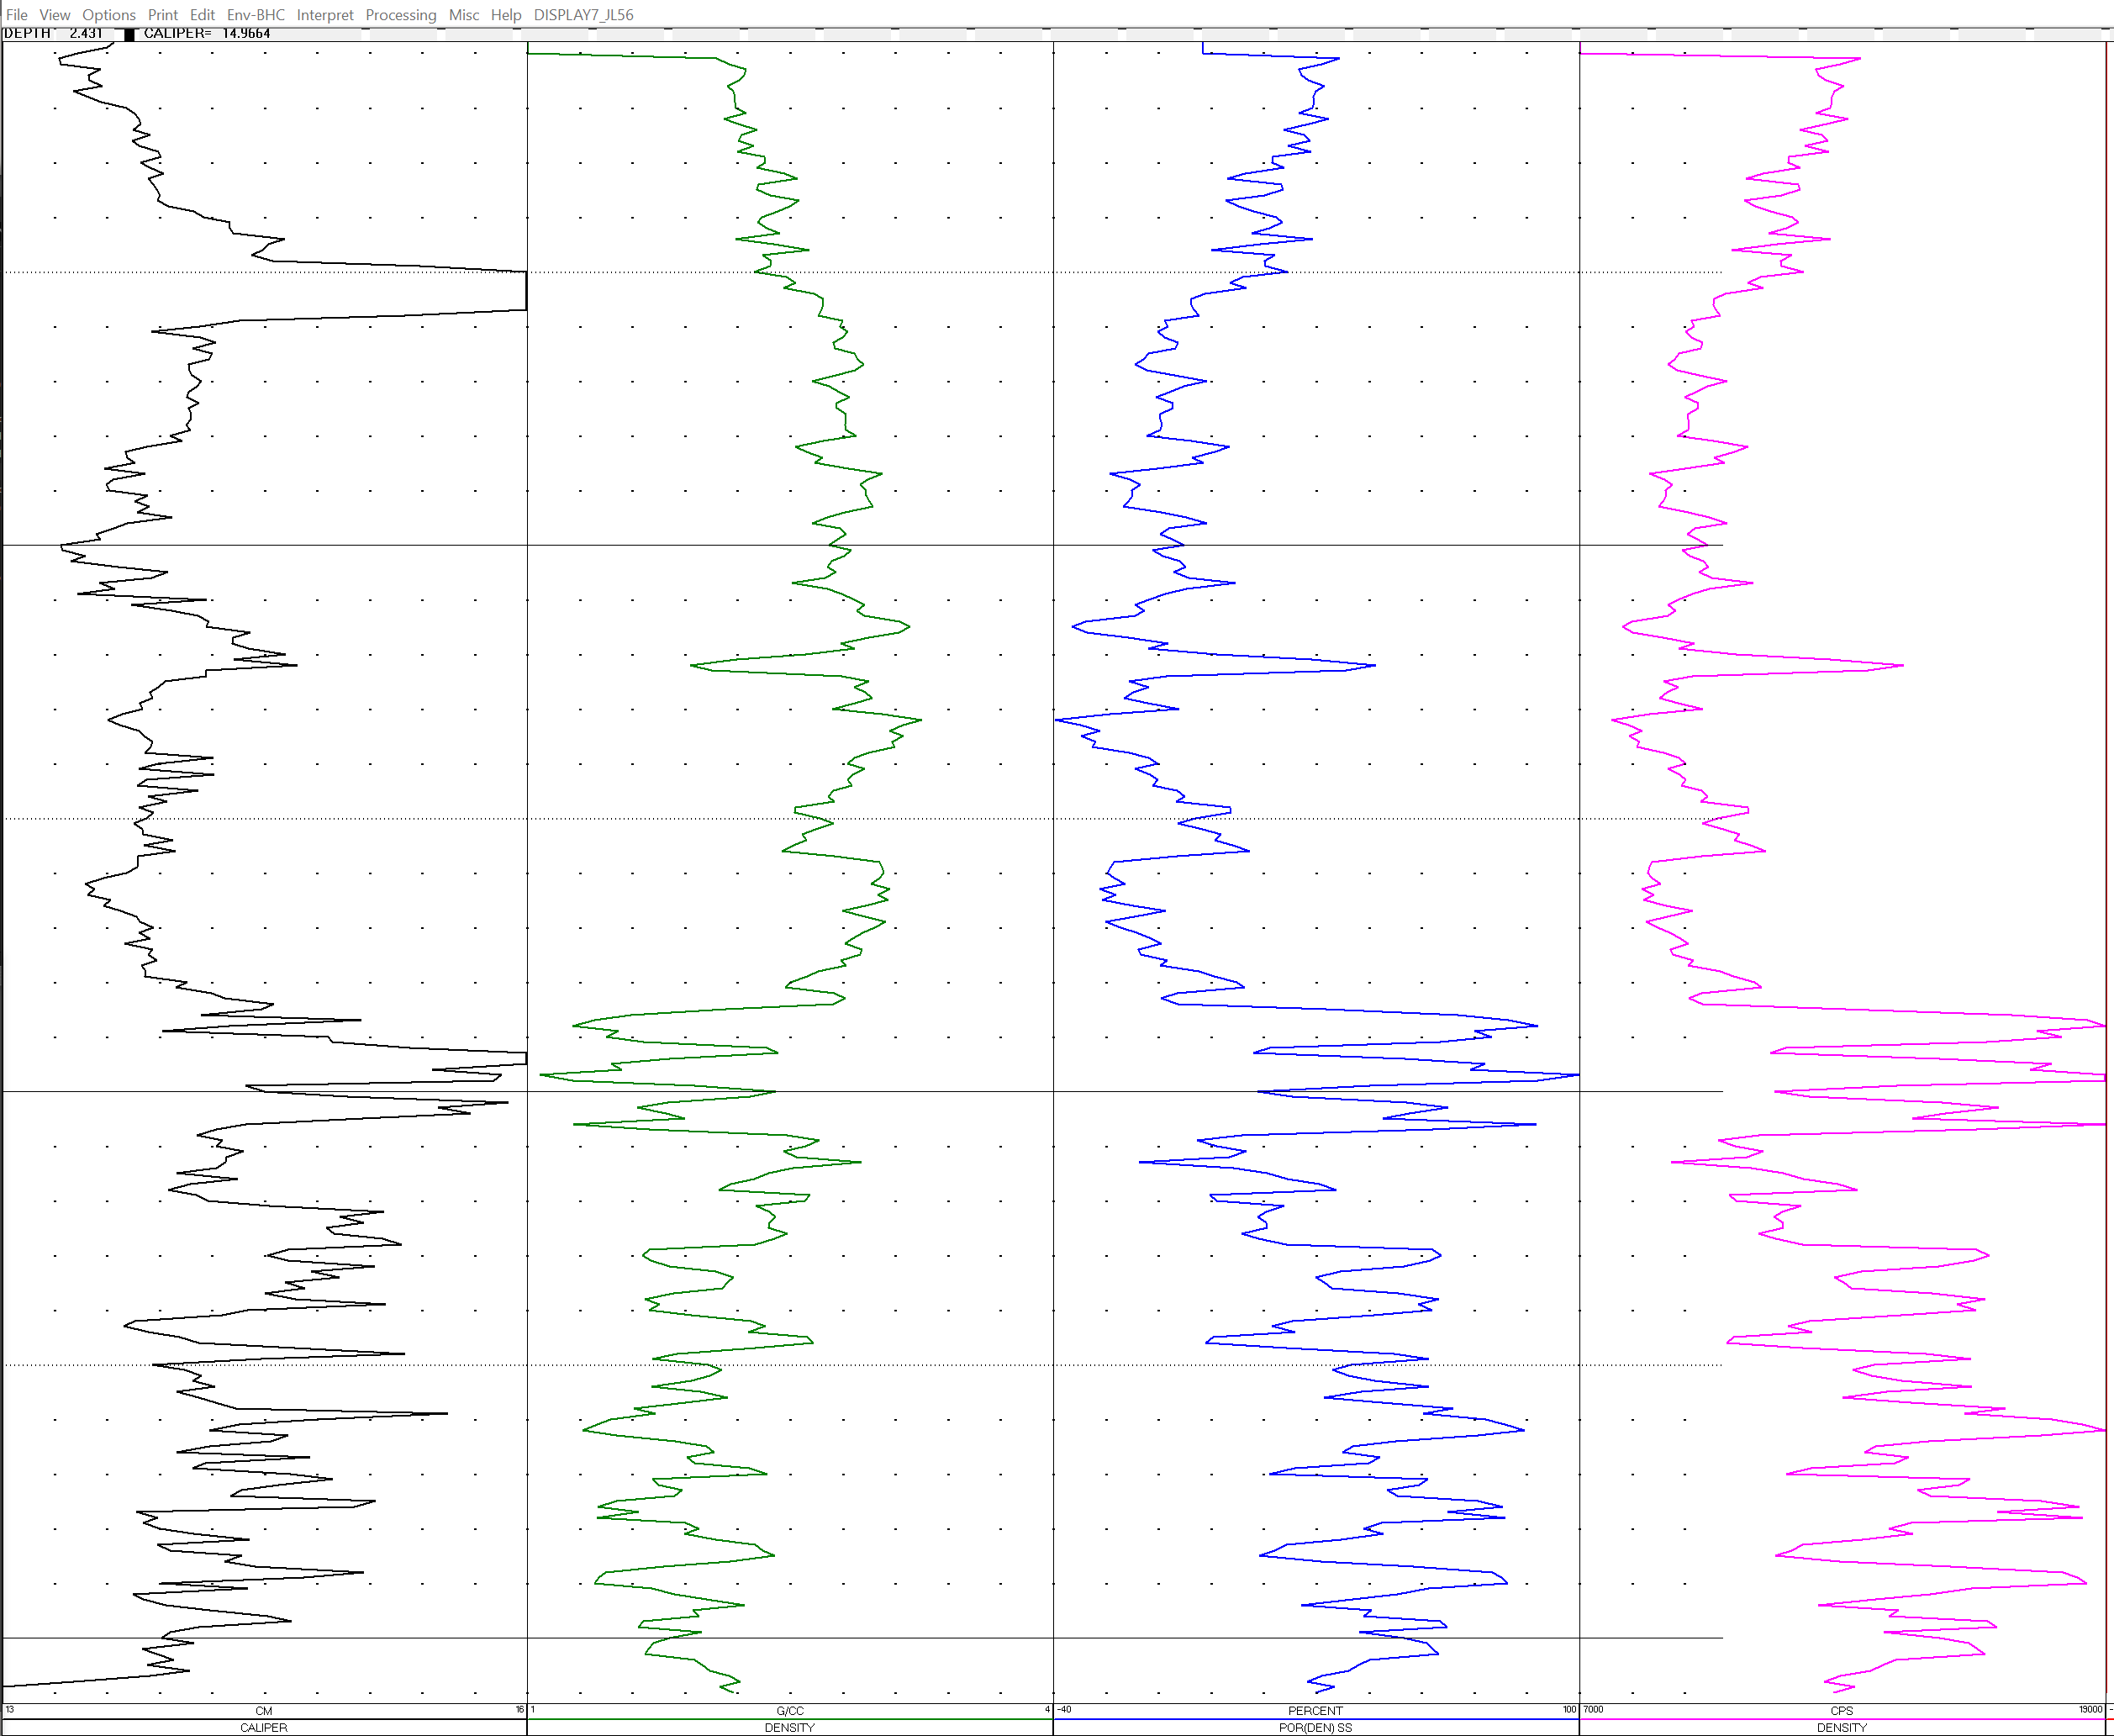 File View Options Print Edit Env-BHC Interpret Processing Misc Help DISPLAY7_JL56
DEPTH 2.431 CALIPER= 14.9664
13 CM 16 1 G/CC 4 -40 PERCENT 100 7000 CPS 19000
CALIPER DENSITY POR(DEN) SS DENSITY